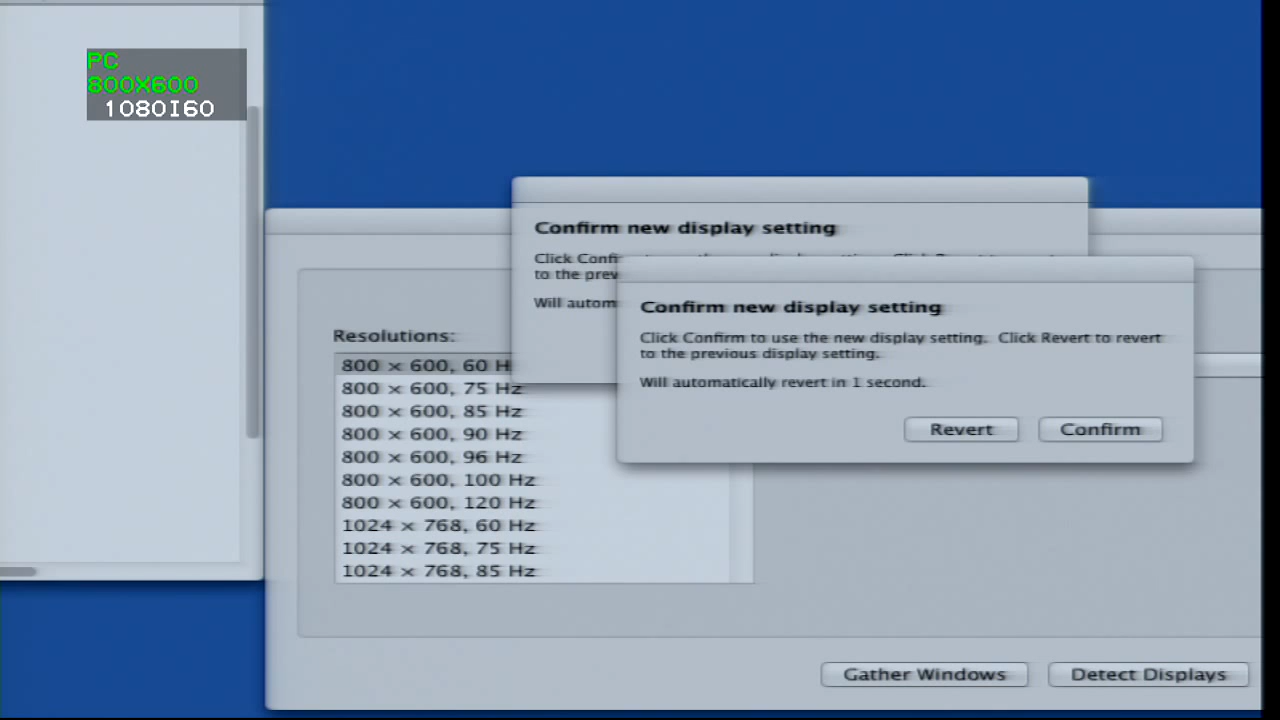 PC
800X600
1080I60
Confirm new display setting
Click Confirm
to the prev
Will autom
Confirm new display setting
Click Confirm to use the new display setting. Click Revert to revert
to the previous display setting.
Will automatically revert in 1 second.
Revert
Confirm
Resolutions:
800 × 600, 60 H
800 × 600, 75 Hz
800 × 600, 85 Hz
800 × 600, 90 Hz
800 × 600, 96 Hz
800 × 600, 100 Hz
800 × 600, 120 Hz
1024 × 768, 60 Hz
1024 × 768, 75 Hz
1024 × 768, 85 Hz
Gather Windows
Detect Displays